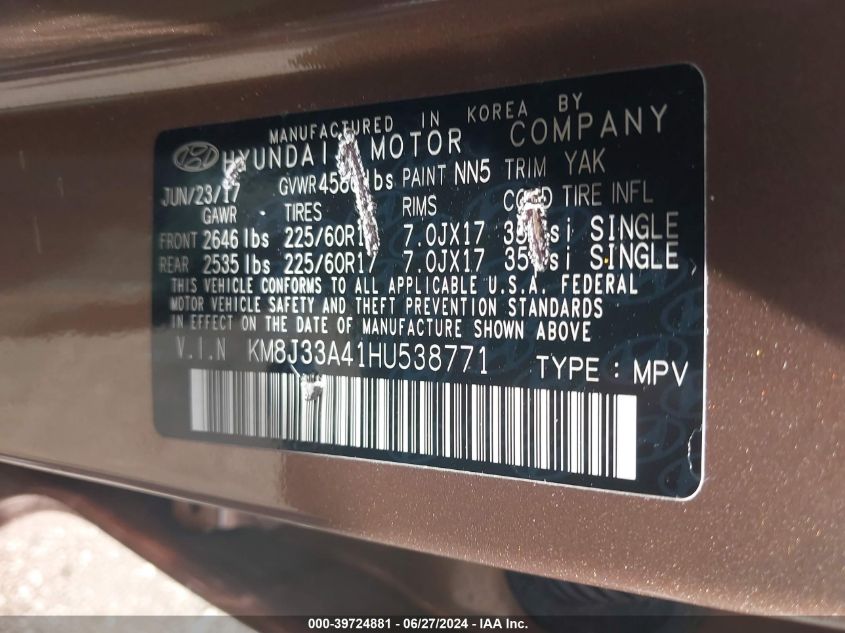 MANUFACTURED IN KOREA BY
HYUNDAI MOTOR COMPANY
JUN/23/17 GVWR lbs PAINT NN5 TRIM YAK
GAWR TIRES RIMS TIRE INFL
FRONT 2646 lbs 225/60R17 7.0JX17 SINGLE
REAR 2535 lbs 225/60R17 7.0JX17 SINGLE
THIS VEHICLE CONFORMS TO ALL APPLICABLE U.S.A. FEDERAL
MOTOR VEHICLE SAFETY AND THEFT PREVENTION STANDARDS
IN EFFECT ON THE DATE OF MANUFACTURE SHOWN ABOVE
V.I.N KM8J33A41HU538771 TYPE : MPV
000-39724881 - 06/27/2024 - IAA Inc.